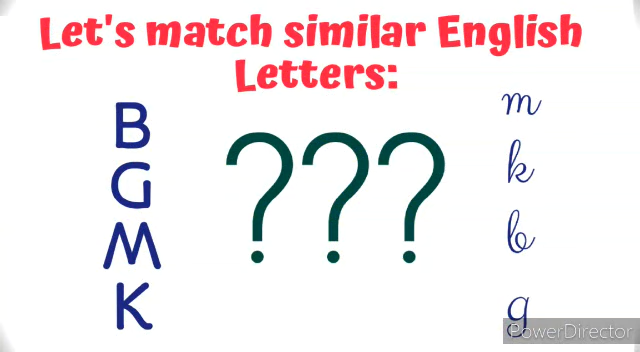 Let's match similar English
Letters:
B
G
M
K
???
m
k
b
g
PowerDirector